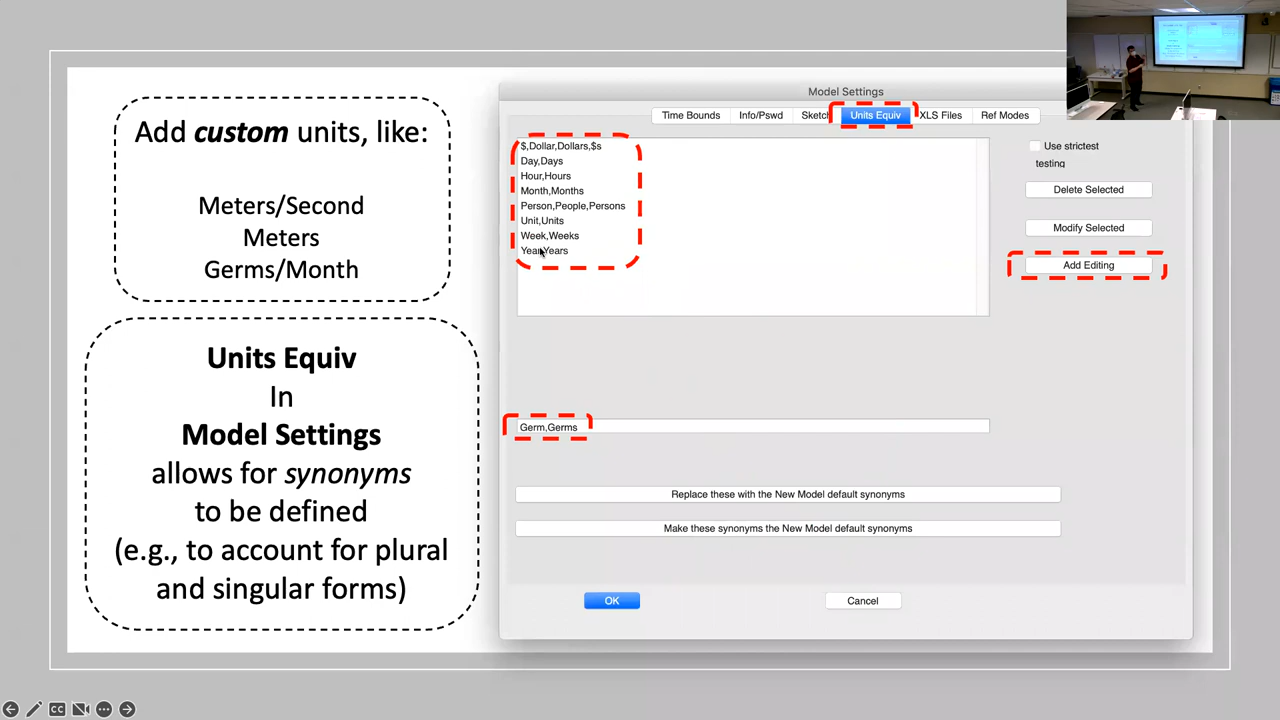 Add custom units, like:
Meters/Second
Meters
Germs/Month
Units Equiv
In
Model Settings
allows for synonyms
to be defined
(e.g., to account for plural
and singular forms)
Model Settings
Time Bounds
Info/Pswd
Sketch
Units Equiv
XLS Files
Ref Modes
$,Dollar,Dollars,$s
Day,Days
Hour,Hours
Month,Months
Person,People,Persons
Unit,Units
Week,Weeks
Year,Years
Use strictest
testing
Delete Selected
Modify Selected
Add Editing
Germ,Germs
Replace these with the New Model default synonyms
Make these synonyms the New Model default synonyms
OK
Cancel
CC